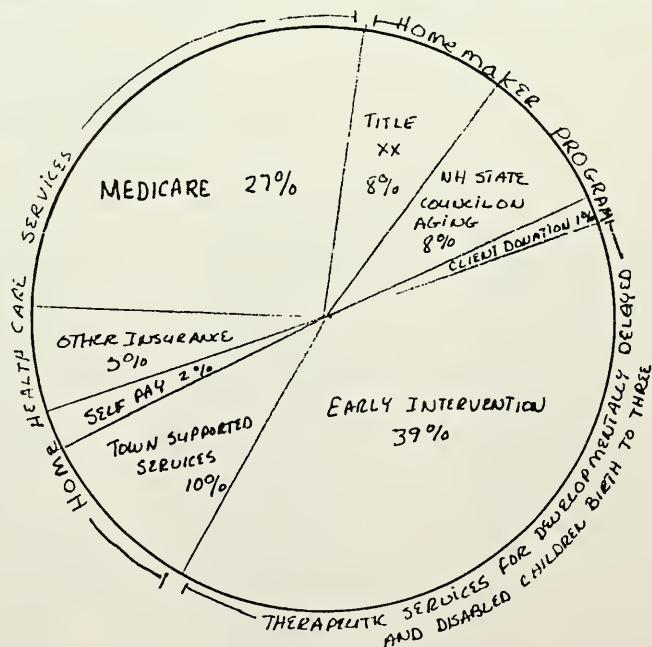 Homemaker PROGRAM
TITLE
XX
8%
MEDICARE 27%
NH STATE
COUNCIL ON
AGING
8%
CLIENT DONATION 1%
HOME HEALTH CARE SERVICES
OTHER INSURANCE
5%
SELF PAY 2%
TOWN SUPPORTED
SERVICES
10%
EARLY INTERVENTION
39%
THERAPEUTIC SERVICES FOR DEVELOPMENTALLY DELAYED
AND DISABLED CHILDREN BIRTH TO THREE